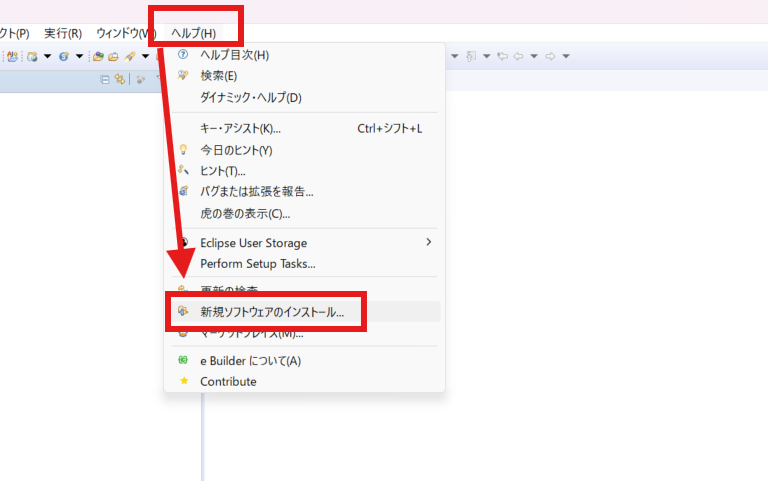 クト(P) 実行(R) ウィンドウ(W) ヘルプ(H)
ヘルプ目次(H)
検索(E)
ダイナミック・ヘルプ(D)
キー・アシスト(K)... Ctrl+シフト+L
今日のヒント(Y)
ヒント(T)...
バグまたは拡張を報告...
虎の巻の表示(C)...
Eclipse User Storage
Perform Setup Tasks...
更新の検索
新規ソフトウェアのインストール...
マーケットプレイス(M)...
e Builder について(A)
Contribute